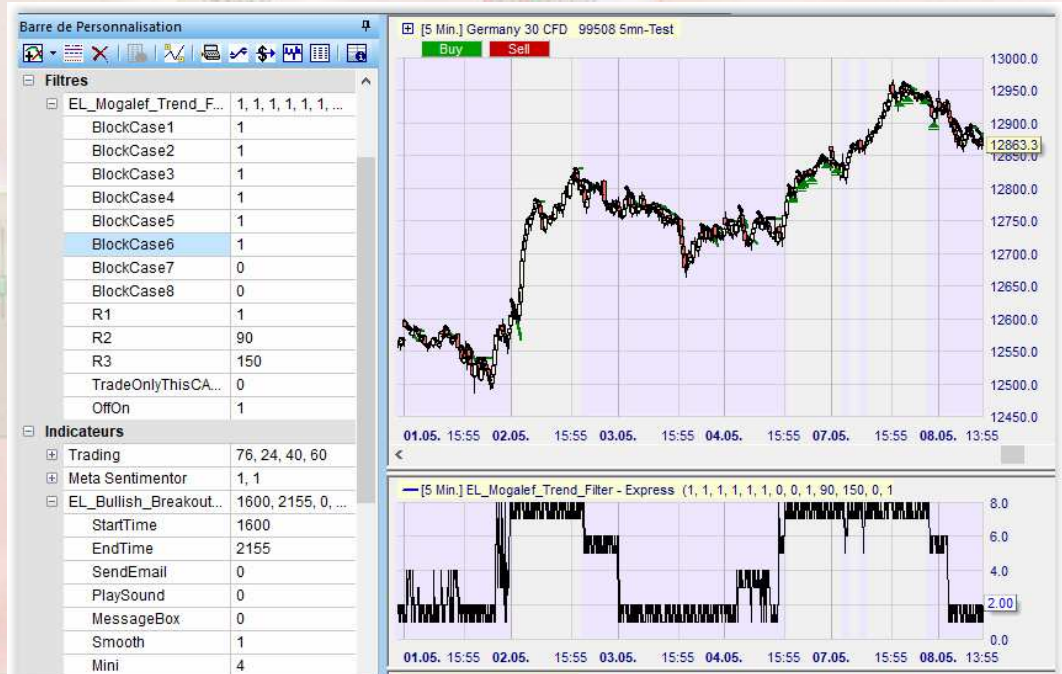 Barre de Personnalisation
Filtres
EL_Mogalef_Trend_F... 1, 1, 1, 1, 1, 1, ...
BlockCase1 1
BlockCase2 1
BlockCase3 1
BlockCase4 1
BlockCase5 1
BlockCase6 1
BlockCase7 0
BlockCase8 0
R1 1
R2 90
R3 150
TradeOnlyThisCA... 0
OffOn 1
Indicateurs
Trading 76, 24, 40, 60
Meta Sentimentor 1, 1
EL_Bullish_Breakout... 1600, 2155, 0, ...
StartTime 1600
EndTime 2155
SendEmail 0
PlaySound 0
MessageBox 0
Smooth 1
Mini 4
[5 Min.] Germany 30 CFD 99508 5mn-Test
Buy Sell
13000.0
12950.0
12900.0
12863.3
12850.0
12800.0
12750.0
12700.0
12650.0
12600.0
12550.0
12500.0
12450.0
01.05. 15:55 02.05. 15:55 03.05. 15:55 04.05. 15:55 07.05. 15:55 08.05. 13:55
[5 Min.] EL_Mogalef_Trend_Filter - Express (1, 1, 1, 1, 1, 1, 0, 0, 1, 90, 150, 0, 1
8.0
6.0
4.0
2.00
0.0
01.05. 15:55 02.05. 15:55 03.05. 15:55 04.05. 15:55 07.05. 15:55 08.05. 13:55